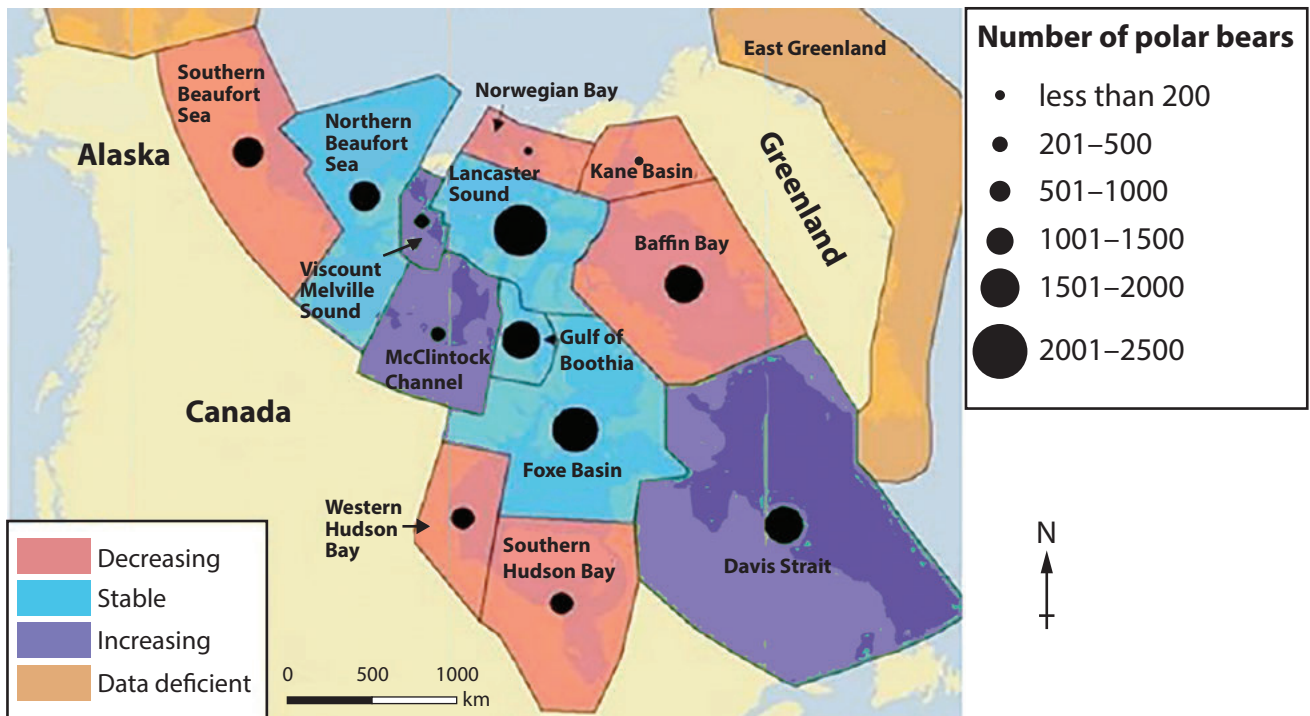 East Greenland
Number of polar bears
less than 200
201–500
501–1000
1001–1500
1501–2000
2001–2500
Southern
Beaufort
Sea
Norwegian Bay
Northern
Beaufort
Sea
Alaska
Lancaster
Sound
Kane Basin
Greenland
Baffin Bay
Viscount
Melville
Sound
Gulf of
Boothia
McClintock
Channel
Canada
Foxe Basin
Western
Hudson
Bay
Southern
Hudson Bay
Davis Strait
N
Decreasing
Stable
Increasing
Data deficient
0 500 1000
km